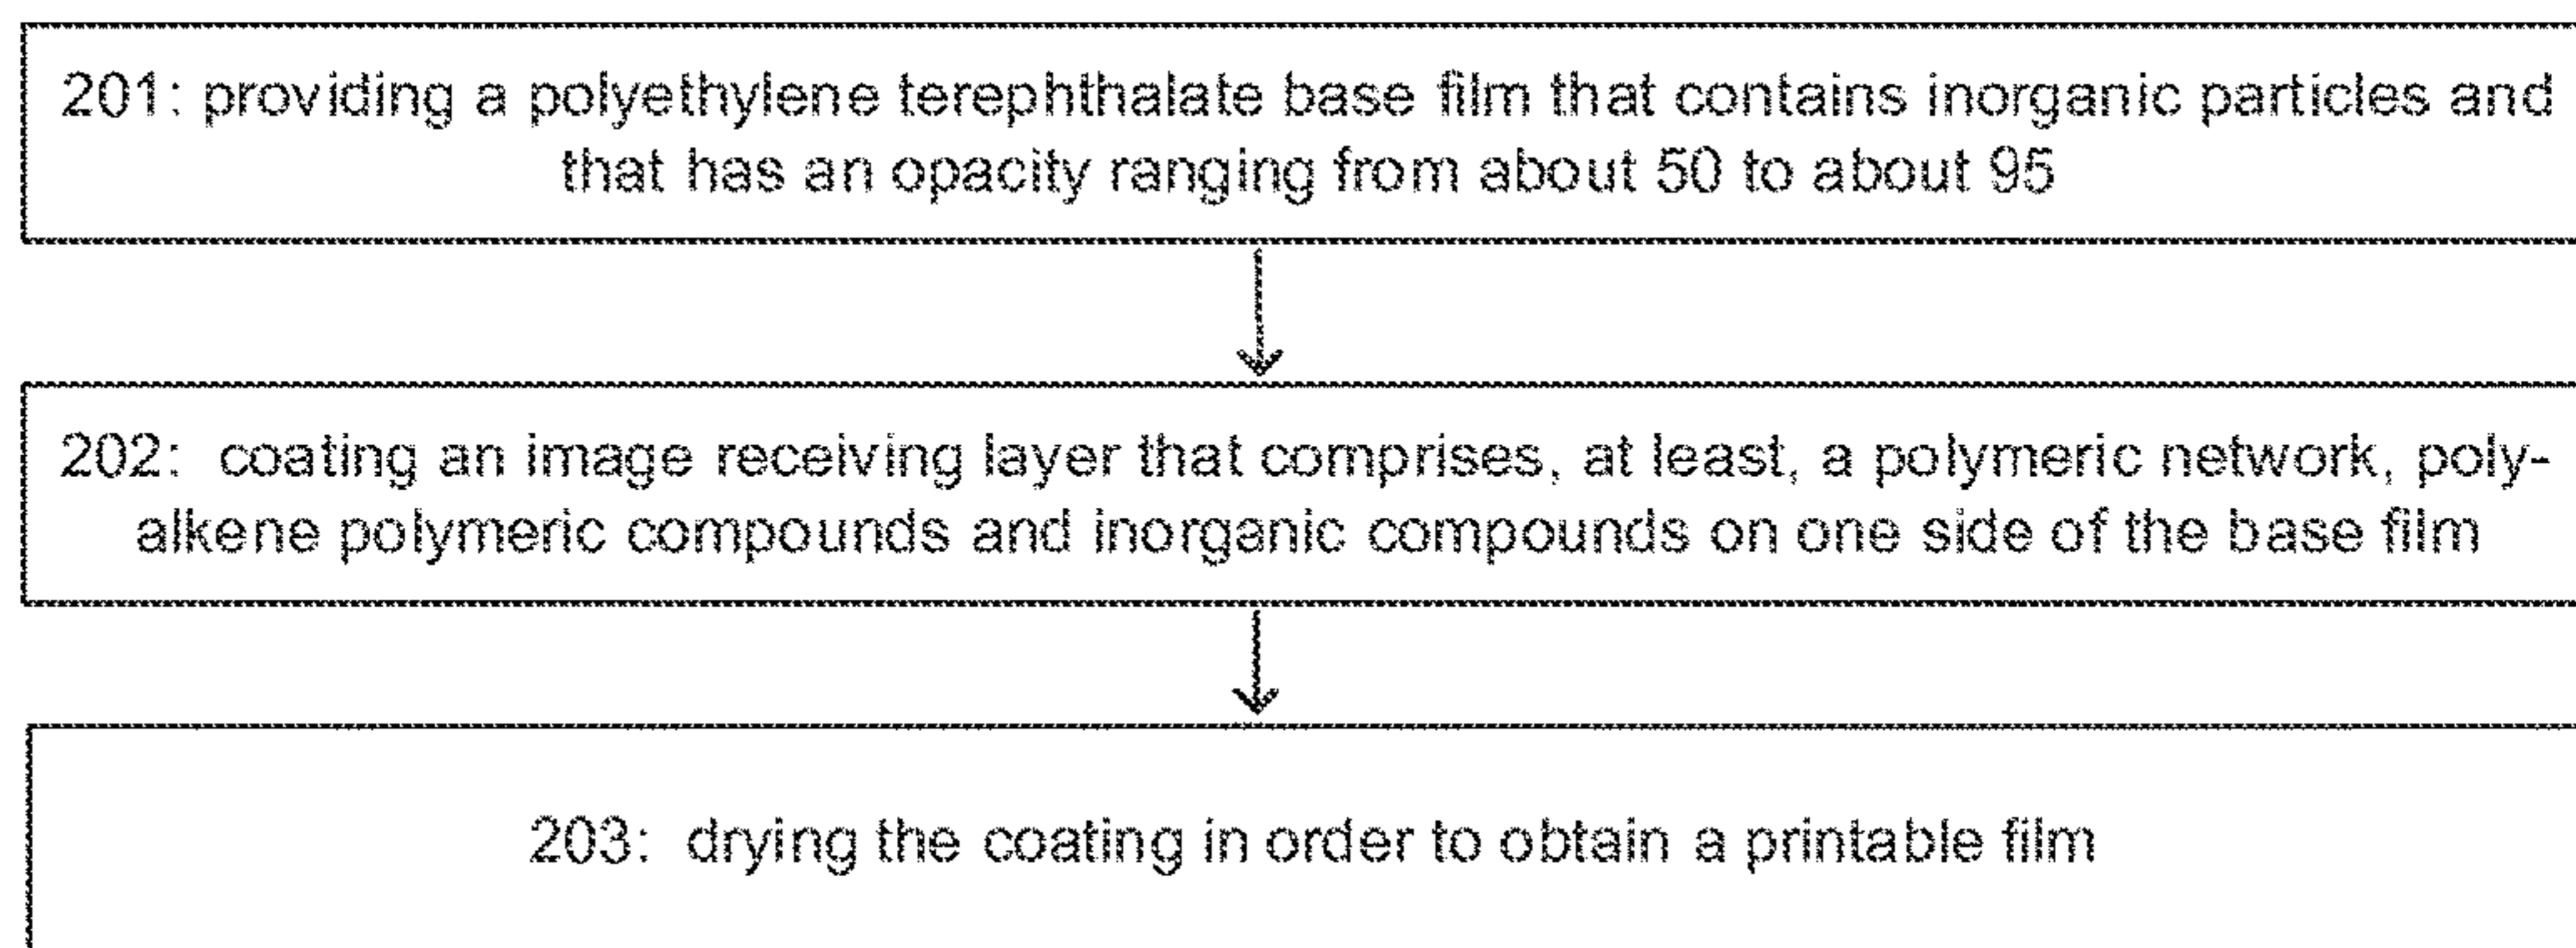 201: providing a polyethylene terephthalate base film that contains inorganic particles and
that has an opacity ranging from about 50 to about 95
202: coating an image receiving layer that comprises, at least, a polymeric network, poly-
alkene polymeric compounds and inorganic compounds on one side of the base film
203: drying the coating in order to obtain a printable film